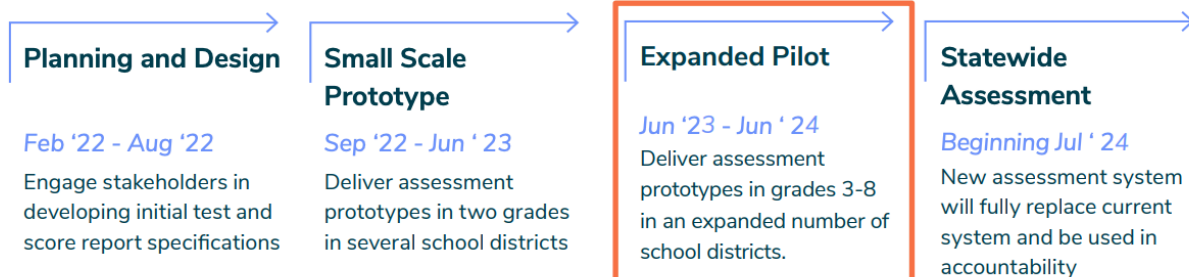 Planning and Design
Feb ‘22 - Aug ‘22
Engage stakeholders in
developing initial test and
score report specifications
Small Scale
Prototype
Sep ‘22 - Jun ‘ 23
Deliver assessment
prototypes in two grades
in several school districts
Expanded Pilot
Jun ‘23 - Jun ‘ 24
Deliver assessment
prototypes in grades 3-8
in an expanded number of
school districts.
Statewide
Assessment
Beginning Jul ‘ 24
New assessment system
will fully replace current
system and be used in
accountability